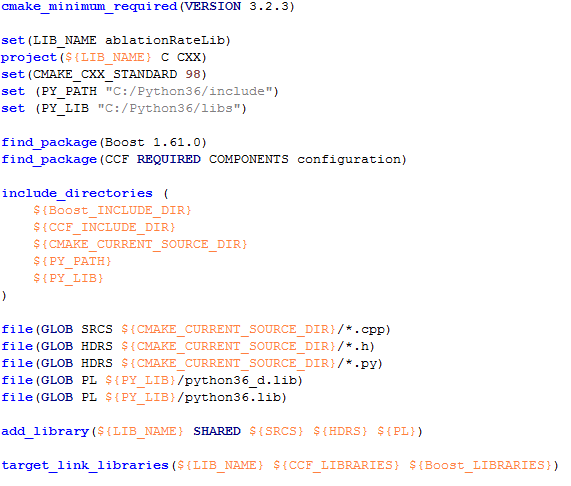 cmake_minimum_required(VERSION 3.2.3)
set(LIB_NAME ablationRateLib)
project(${LIB_NAME} C CXX)
set(CMAKE_CXX_STANDARD 98)
set (PY_PATH "C:/Python36/include")
set (PY_LIB "C:/Python36/libs")
find_package(Boost 1.61.0)
find_package(CCF REQUIRED COMPONENTS configuration)
include_directories (
    ${Boost_INCLUDE_DIR}
    ${CCF_INCLUDE_DIR}
    ${CMAKE_CURRENT_SOURCE_DIR}
    ${PY_PATH}
    ${PY_LIB}
)
file(GLOB SRCS ${CMAKE_CURRENT_SOURCE_DIR}/*.cpp)
file(GLOB HDRS ${CMAKE_CURRENT_SOURCE_DIR}/*.h)
file(GLOB HDRS ${CMAKE_CURRENT_SOURCE_DIR}/*.py)
file(GLOB PL ${PY_LIB}/python36_d.lib)
file(GLOB PL ${PY_LIB}/python36.lib)
add_library(${LIB_NAME} SHARED ${SRCS} ${HDRS} ${PL})
target_link_libraries(${LIB_NAME} ${CCF_LIBRARIES} ${Boost_LIBRARIES})